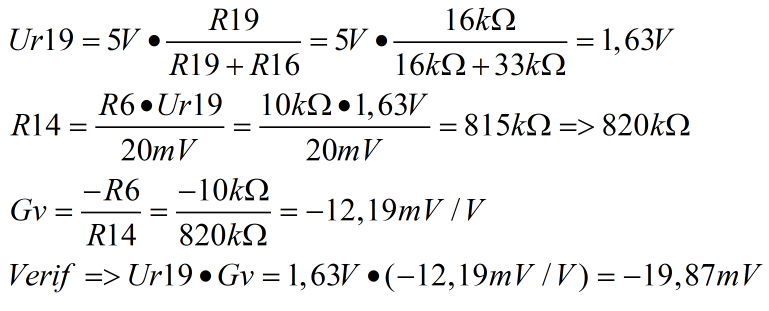 Ur19 = 5V • R19 / (R19 + R16) = 5V • 16kΩ / (16kΩ + 33kΩ) = 1,63V
R14 = R6 • Ur19 / 20mV = 10kΩ • 1,63V / 20mV = 815kΩ => 820kΩ
Gv = -R6 / R14 = -10kΩ / 820kΩ = -12,19mV / V
Verif => Ur19 • Gv = 1,63V • (-12,19mV / V) = -19,87mV